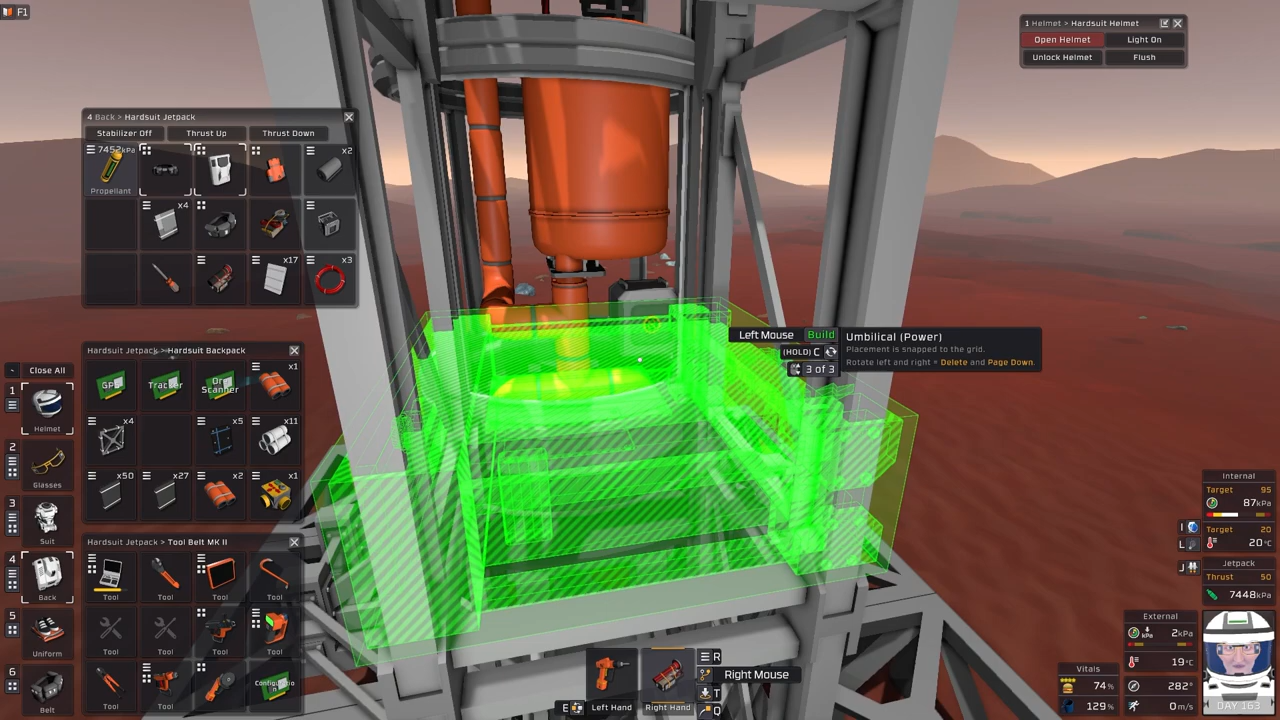 F1
1 Helmet > Hardsuit Helmet
Open Helmet
Light On
Unlock Helmet
Flush
4 Back > Hardsuit Jetpack
Stabilizer Off
Thrust Up
Thrust Down
7452kPa
x2
Propellant
x4
x17
x3
Left Mouse
Build
Umbilical (Power)
(HOLD) C
Placement is snapped to the grid.
3 of 3
Rotate left and right = Delete and Page Down.
Hardsuit Jetpack > Hardsuit Backpack
GPS
Tracker
Ore Scanner
x1
x4
x5
x11
x50
x27
x2
x1
Close All
1
Helmet
2
Glasses
3
Suit
4
Back
5
Uniform
6
Belt
Hardsuit Jetpack > Tool Belt MK II
Tool
Tool
Tool
Tool
Tool
Tool
Tool
Tool
Tool
Tool
Tool
Configuration
R
Right Mouse
T
E
Left Hand
Right Hand
Q
Internal
Target 95
87kPa
I
Target 20
L
20°C
Jetpack
J
Thrust 50
7448kPa
External
kPa
2kPa
19°C
282°
0m/s
Vitals
74%
129%
DAY 163